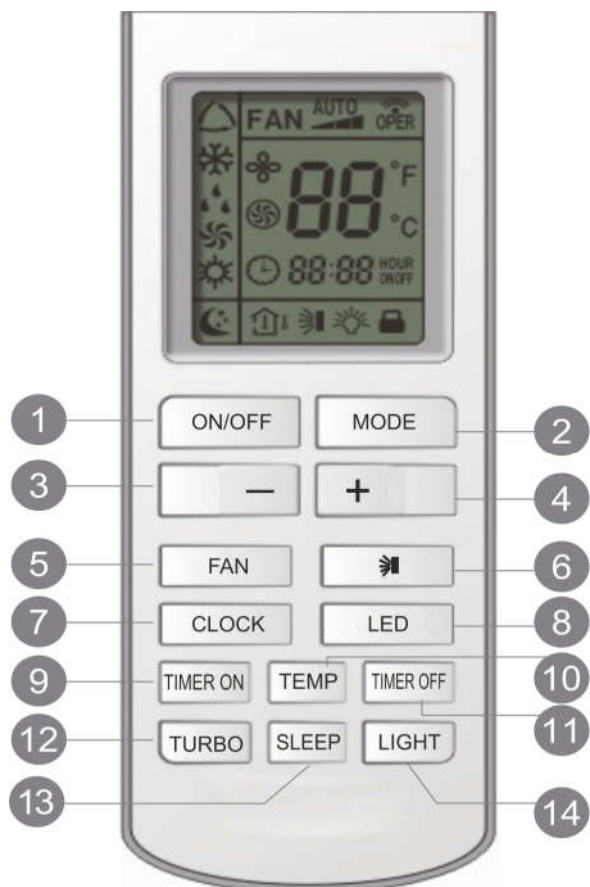 FAN AUTO OPER
88 °F
°C
88:88 HOUR
ON OFF
1 ON/OFF MODE 2
3 − + 4
5 FAN 6
7 CLOCK LED 8
9 TIMER ON TEMP TIMER OFF 10
11
12 TURBO SLEEP LIGHT
13 14